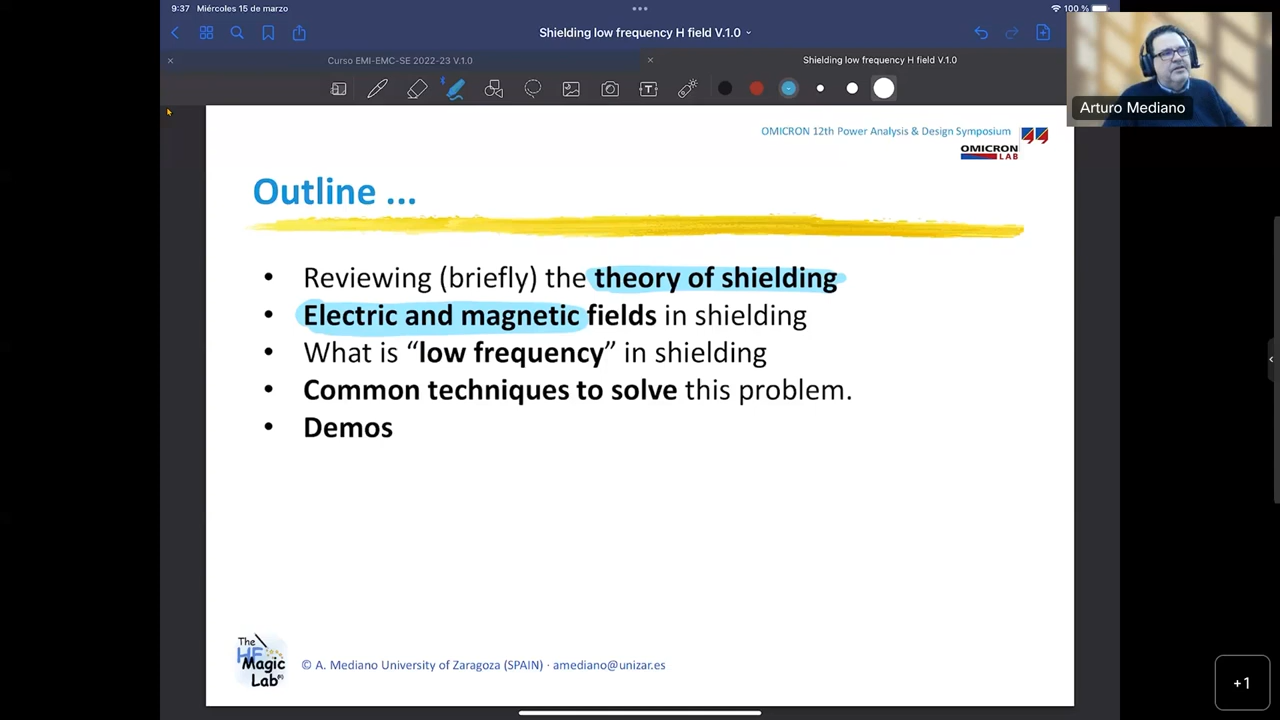 9:37 Miércoles 15 de marzo
100 %
Shielding low frequency H field V.1.0
Curso EMI-EMC-SE 2022-23 V.1.0
Shielding low frequency H field V.1.0
T
Arturo Mediano
OMICRON 12th Power Analysis & Design Symposium
OMICRON
LAB
Outline ...
• Reviewing (briefly) the theory of shielding
• Electric and magnetic fields in shielding
• What is “low frequency” in shielding
• Common techniques to solve this problem.
• Demos
The
HF
Magic
Lab®
© A. Mediano University of Zaragoza (SPAIN) · amediano@unizar.es
+1